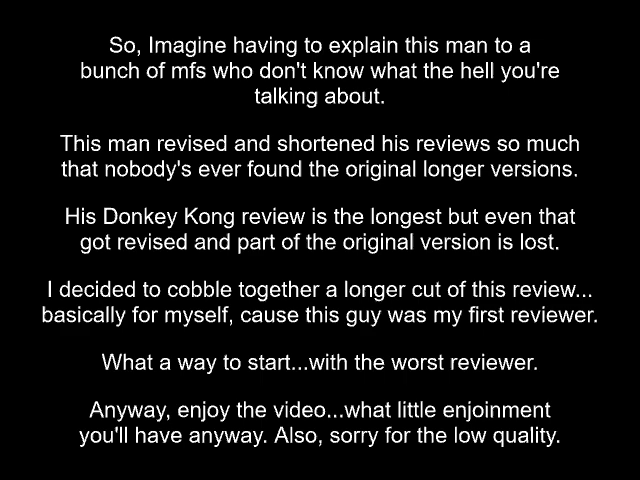 So, Imagine having to explain this man to a
bunch of mfs who don't know what the hell you're
talking about.
This man revised and shortened his reviews so much
that nobody's ever found the original longer versions.
His Donkey Kong review is the longest but even that
got revised and part of the original version is lost.
I decided to cobble together a longer cut of this review...
basically for myself, cause this guy was my first reviewer.
What a way to start...with the worst reviewer.
Anyway, enjoy the video...what little enjoinment
you'll have anyway. Also, sorry for the low quality.